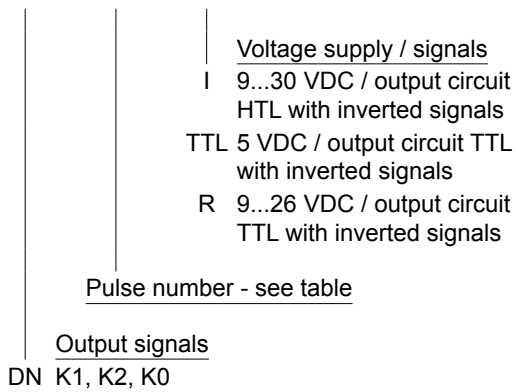 Voltage supply / signals
I 9...30 VDC / output circuit
HTL with inverted signals
TTL 5 VDC / output circuit TTL
with inverted signals
R 9...26 VDC / output circuit
TTL with inverted signals
Pulse number - see table
Output signals
DN K1, K2, K0